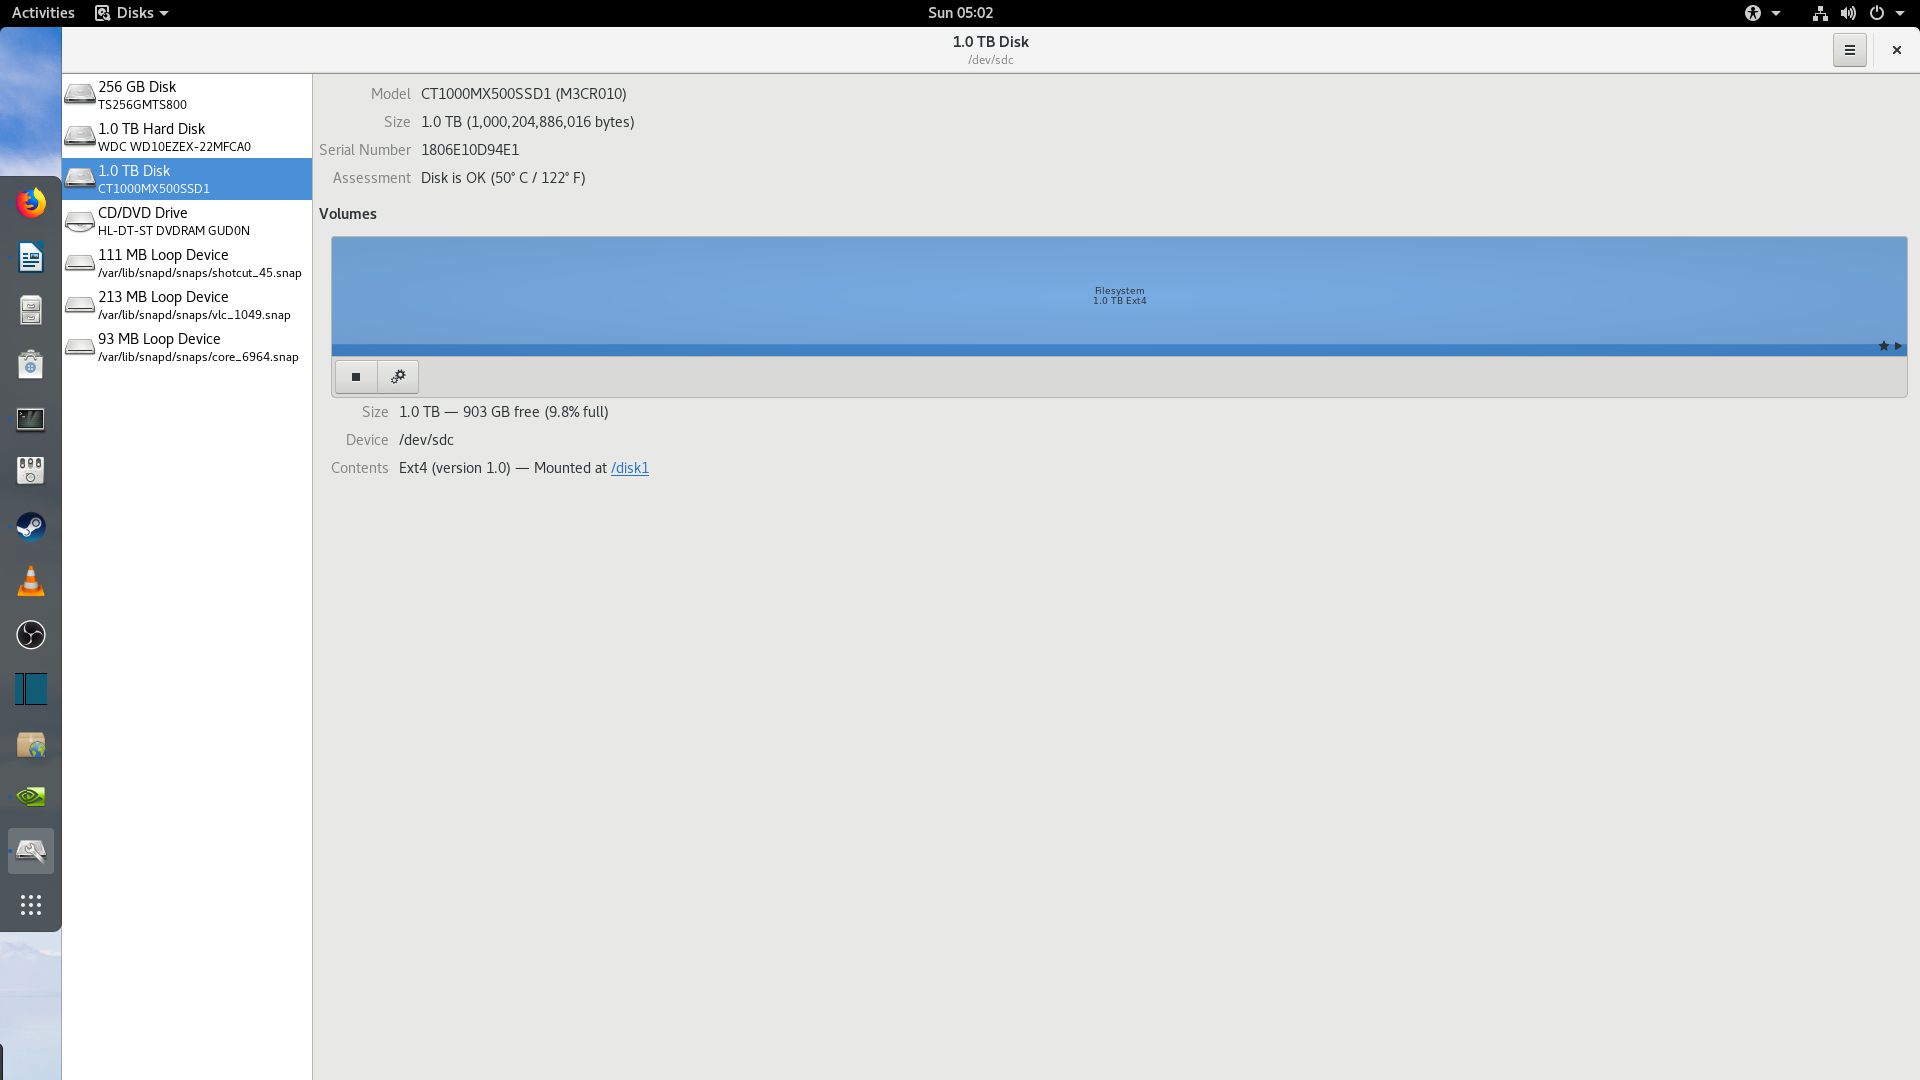 Activities
Disks
Sun 05:02
1.0 TB Disk
/dev/sdc
256 GB Disk
TS256GMTS800
1.0 TB Hard Disk
WDC WD10EZEX-22MFCA0
1.0 TB Disk
CT1000MX500SSD1
CD/DVD Drive
HL-DT-ST DVDRAM GUD0N
111 MB Loop Device
/var/lib/snapd/snaps/shotcut_45.snap
213 MB Loop Device
/var/lib/snapd/snaps/vlc_1049.snap
93 MB Loop Device
/var/lib/snapd/snaps/core_6964.snap
Model CT1000MX500SSD1 (M3CR010)
Size 1.0 TB (1,000,204,886,016 bytes)
Serial Number 1806E10D94E1
Assessment Disk is OK (50° C / 122° F)
Volumes
Filesystem
1.0 TB Ext4
Size 1.0 TB — 903 GB free (9.8% full)
Device /dev/sdc
Contents Ext4 (version 1.0) — Mounted at /disk1